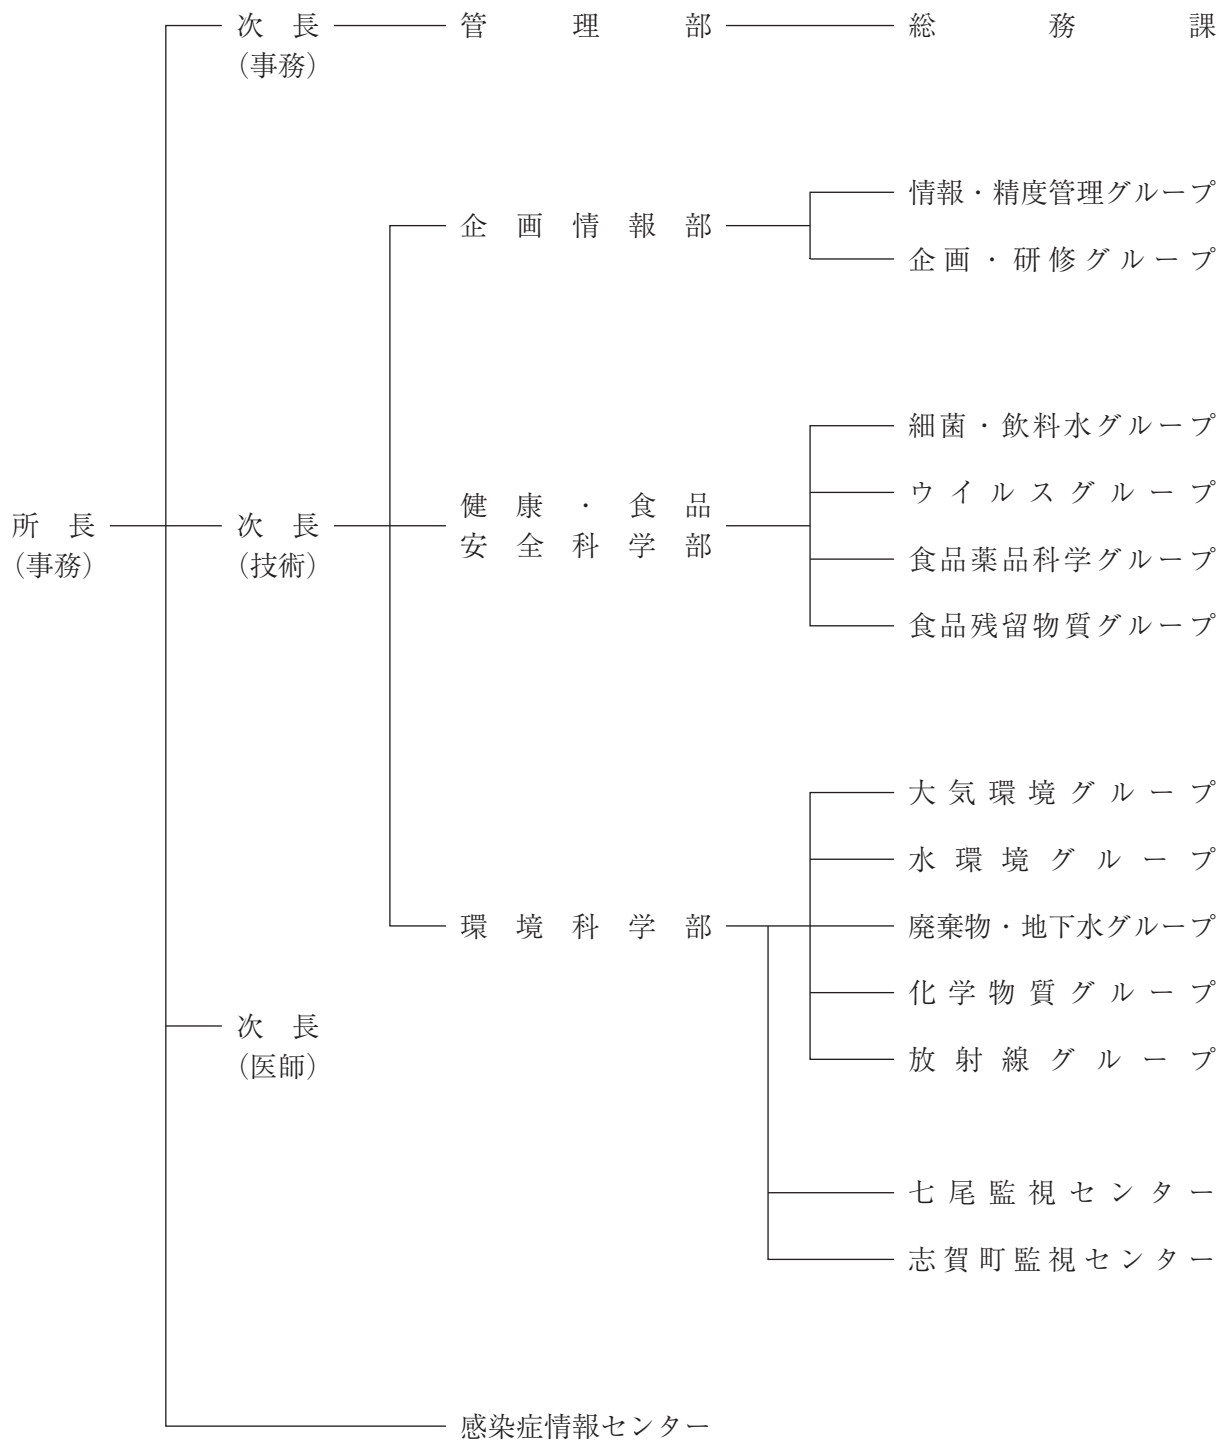 次長 管理部 総務課
(事務)
情報・精度管理グループ
企画情報部
企画・研修グループ
細菌・飲料水グループ
ウイルスグループ
健康・食品
所長 次長 安全科学部
(事務) (技術) 食品薬品科学グループ
食品残留物質グループ
大気環境グループ
水環境グループ
環境科学部 廃棄物・地下水グループ
化学物質グループ
次長
(医師) 放射線グループ
七尾監視センター
志賀町監視センター
感染症情報センター